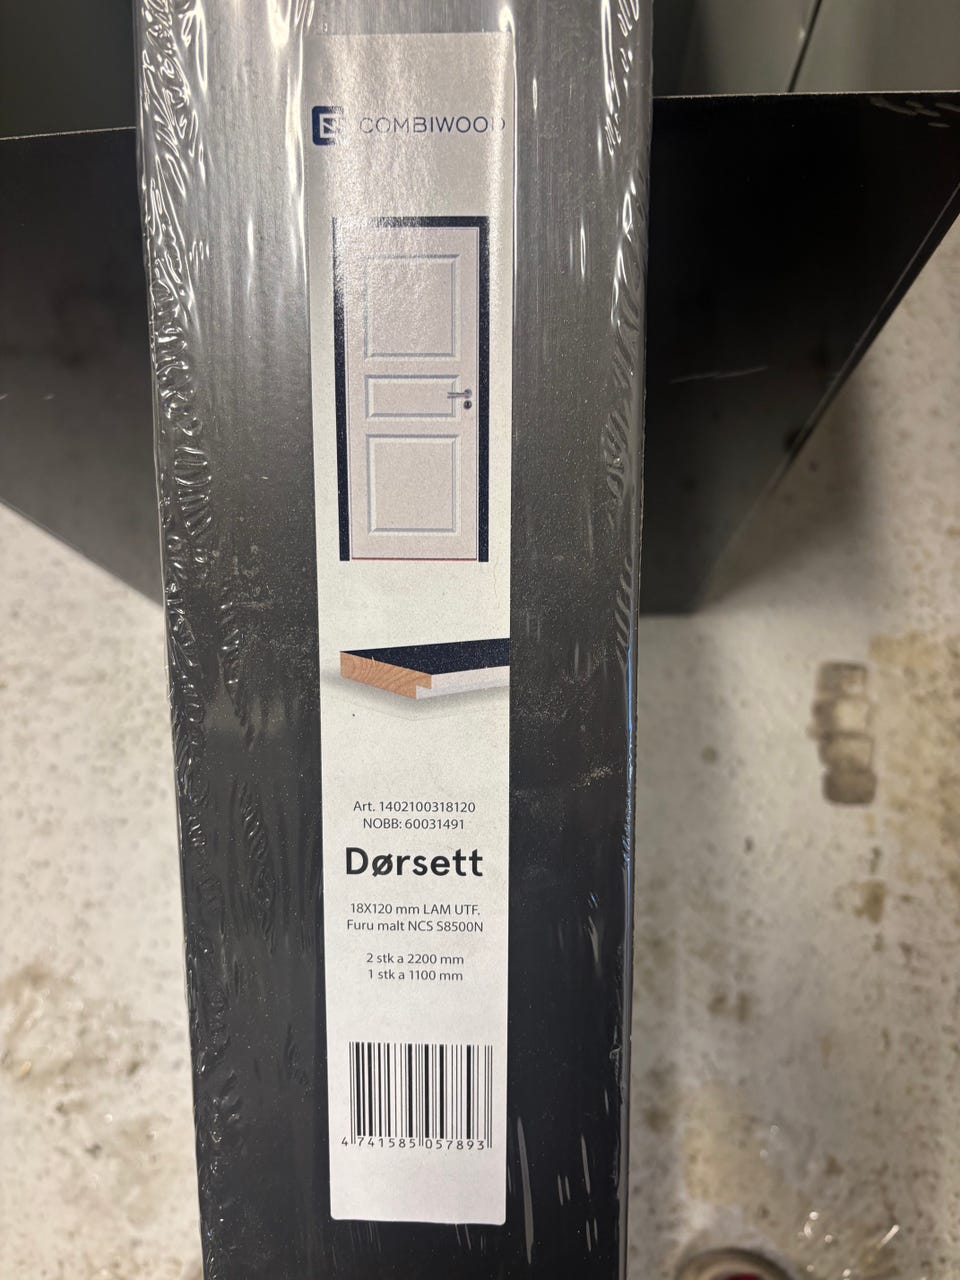 COMBIWOOD
Art. 1402100318120
NOBB: 60031491
Dørsett
18X120 mm LAM UTF.
Furu malt NCS S8500N
2 stk a 2200 mm
1 stk a 1100 mm
4 741585 057893